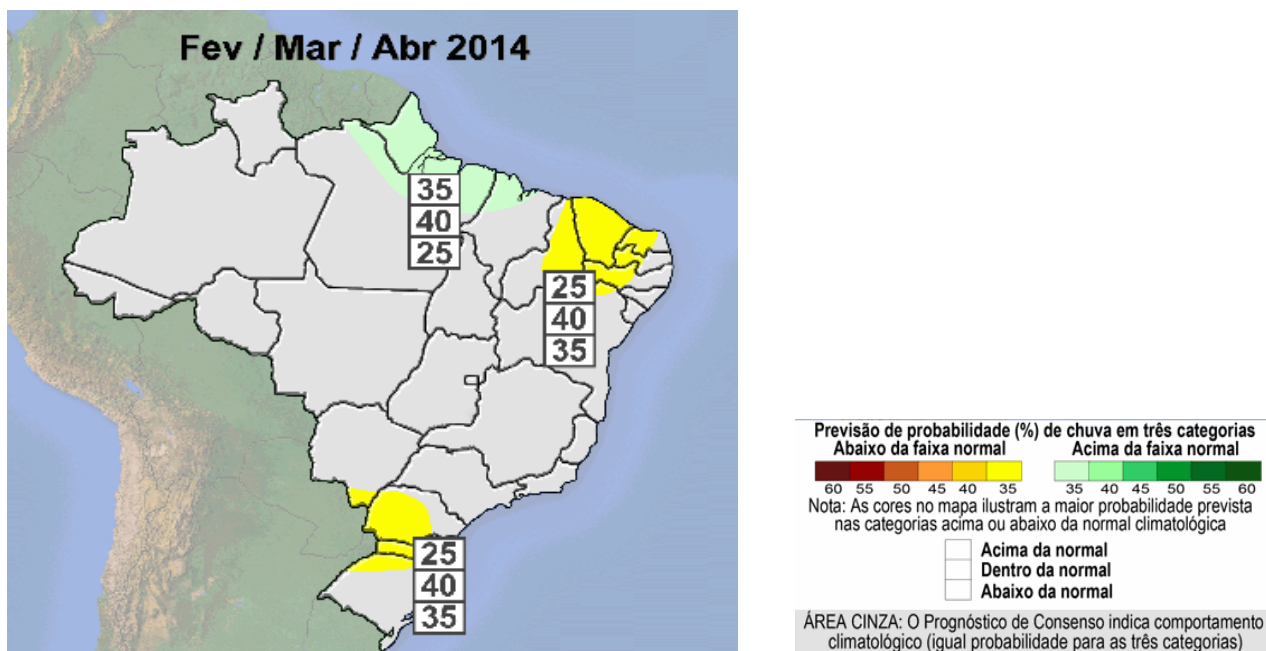 Fev / Mar / Abr 2014
35
40
25
25
40
35
25
40
35
Previsão de probabilidade (%) de chuva em três categorias
Abaixo da faixa normal Acima da faixa normal
60 55 50 45 40 35 35 40 45 50 55 60
Nota: As cores no mapa ilustram a maior probabilidade prevista
nas categorias acima ou abaixo da normal climatológica
Acima da normal
Dentro da normal
Abaixo da normal
ÁREA CINZA: O Prognóstico de Consenso indica comportamento
climatológico (igual probabilidade para as três categorias)